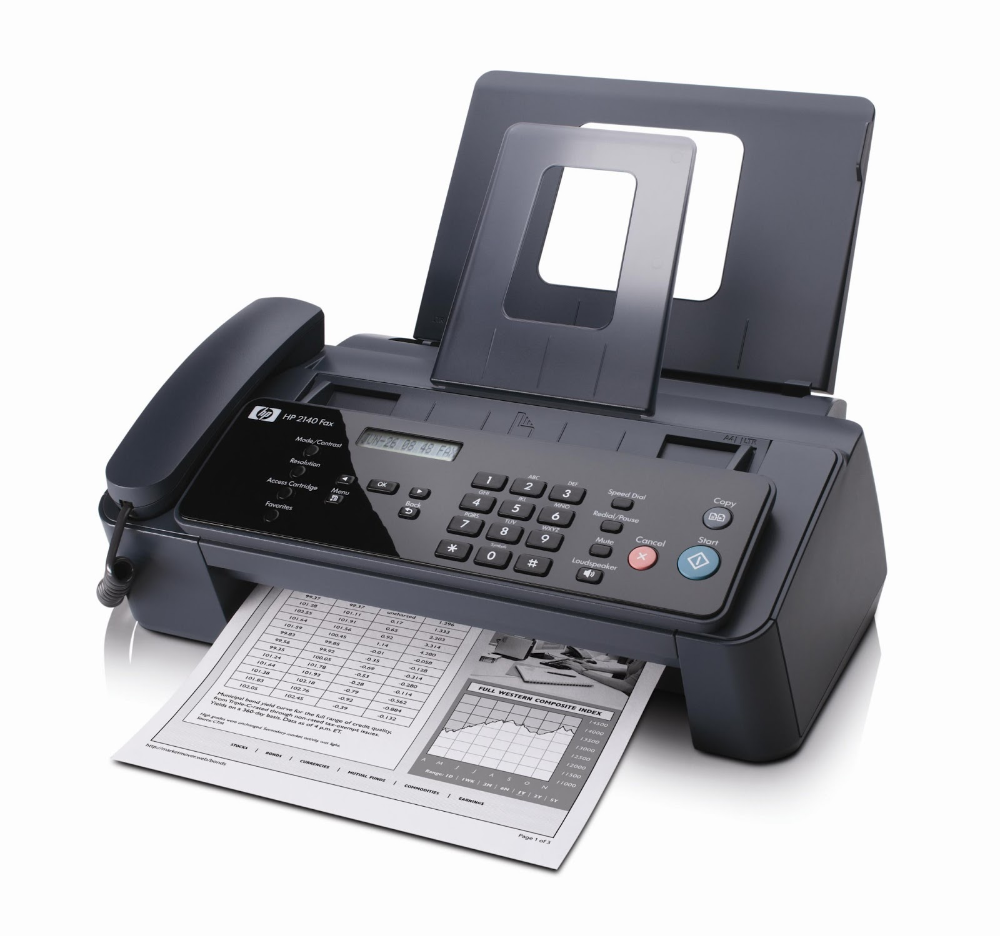 hp HP 2140 Fax
JUN-26 08 48 FAX
Mode/Contrast
Resolution
Access Cartridge
Favorites
Menu
OK
Back
1
ABC
2
DEF
3
GHI
4
JKL
5
MNO
6
PQRS
7
TUV
8
WXYZ
9
*
Symbols
0
#
Speed Dial
Redial/Pause
Mute
Loudspeaker
Cancel
Copy
Start
A4 LTR
99.37 99.37 uncharted 1.296
101.28 101.11 0.17 1.333
102.55 101.91 0.65 2.203
101.64 101.56 0.92 3.314
101.59 100.45 1.14 4.280
99.83 99.85 -0.01 -0.058
99.56 99.92 -0.35 -0.128
99.35 100.05 -0.69 -0.314
101.24 101.78 -0.53 -0.280
101.64 101.93 -0.28 -0.114
101.38 102.18 -0.79 -0.562
101.83 102.76 -0.92 -0.884
102.05 102.45 -0.39 -0.132
Municipal bond yield curve for the full range of credit quality,
from Triple-C-rated through non-rated tax-exempt issues.
Yields on a 360-day basis. Data as of 4 p.m. ET.
High grades were unchanged. Secondary market activity was light.
Source: CTM
FULL WESTERN COMPOSITE INDEX
14500
14000
13500
13000
12500
12000
11500
11000
A M J J A S O N
Range: 1D | 1WK | 3M | 6M | 1Y | 2Y | 5Y
STOCKS / BONDS / CURRENCIES / MUTUAL FUNDS / COMMODITIES / EARNINGS
http://marketmover.web/bonds
Page 1 of 3